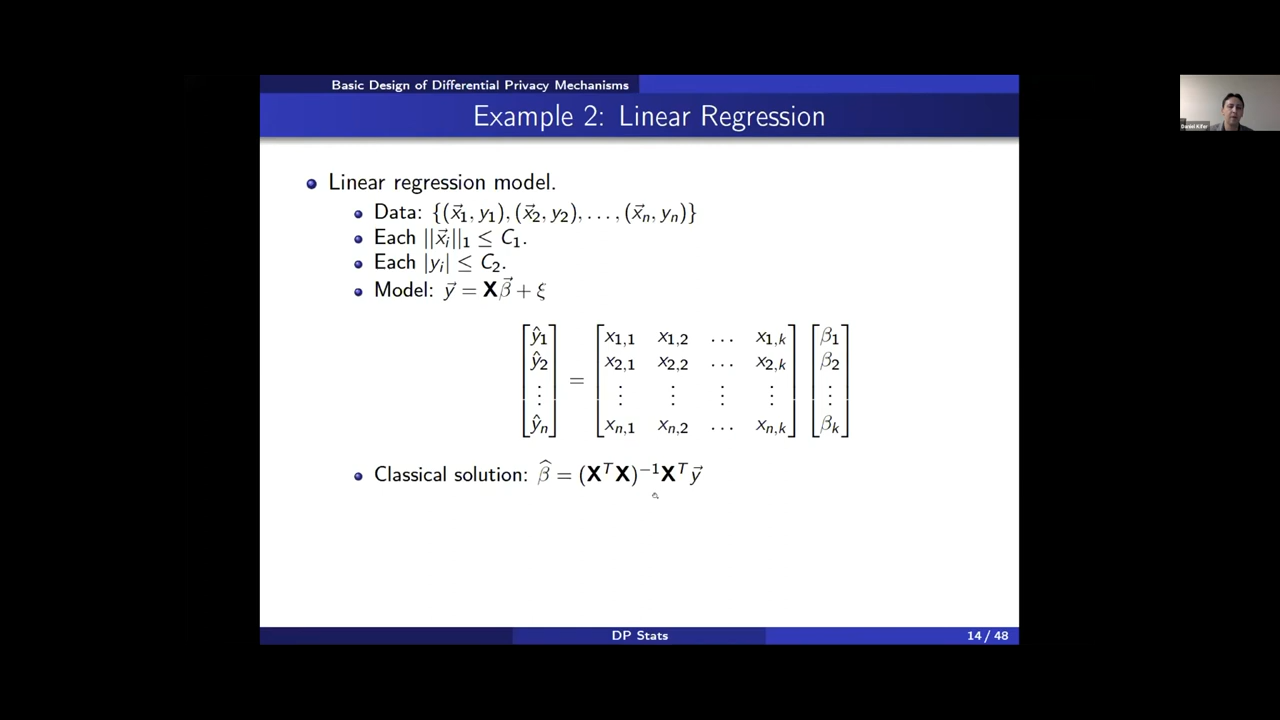 Basic Design of Differential Privacy Mechanisms
Example 2: Linear Regression
Linear regression model.
Data: {(x⃗₁, y₁), (x⃗₂, y₂), . . . , (x⃗ₙ, yₙ)}
Each ||x⃗ᵢ||₁ ≤ C₁.
Each |yᵢ| ≤ C₂.
Model: y⃗ = Xβ⃗ + ξ
ŷ₁ x₁,₁ x₁,₂ … x₁,ₖ β₁
ŷ₂ = x₂,₁ x₂,₂ … x₂,ₖ β₂
⋮ ⋮ ⋮ ⋮ ⋮ ⋮
ŷₙ xₙ,₁ xₙ,₂ … xₙ,ₖ βₖ
Classical solution: β̂ = (XᵀX)⁻¹Xᵀy⃗
DP Stats
14 / 48
Daniel Kifer